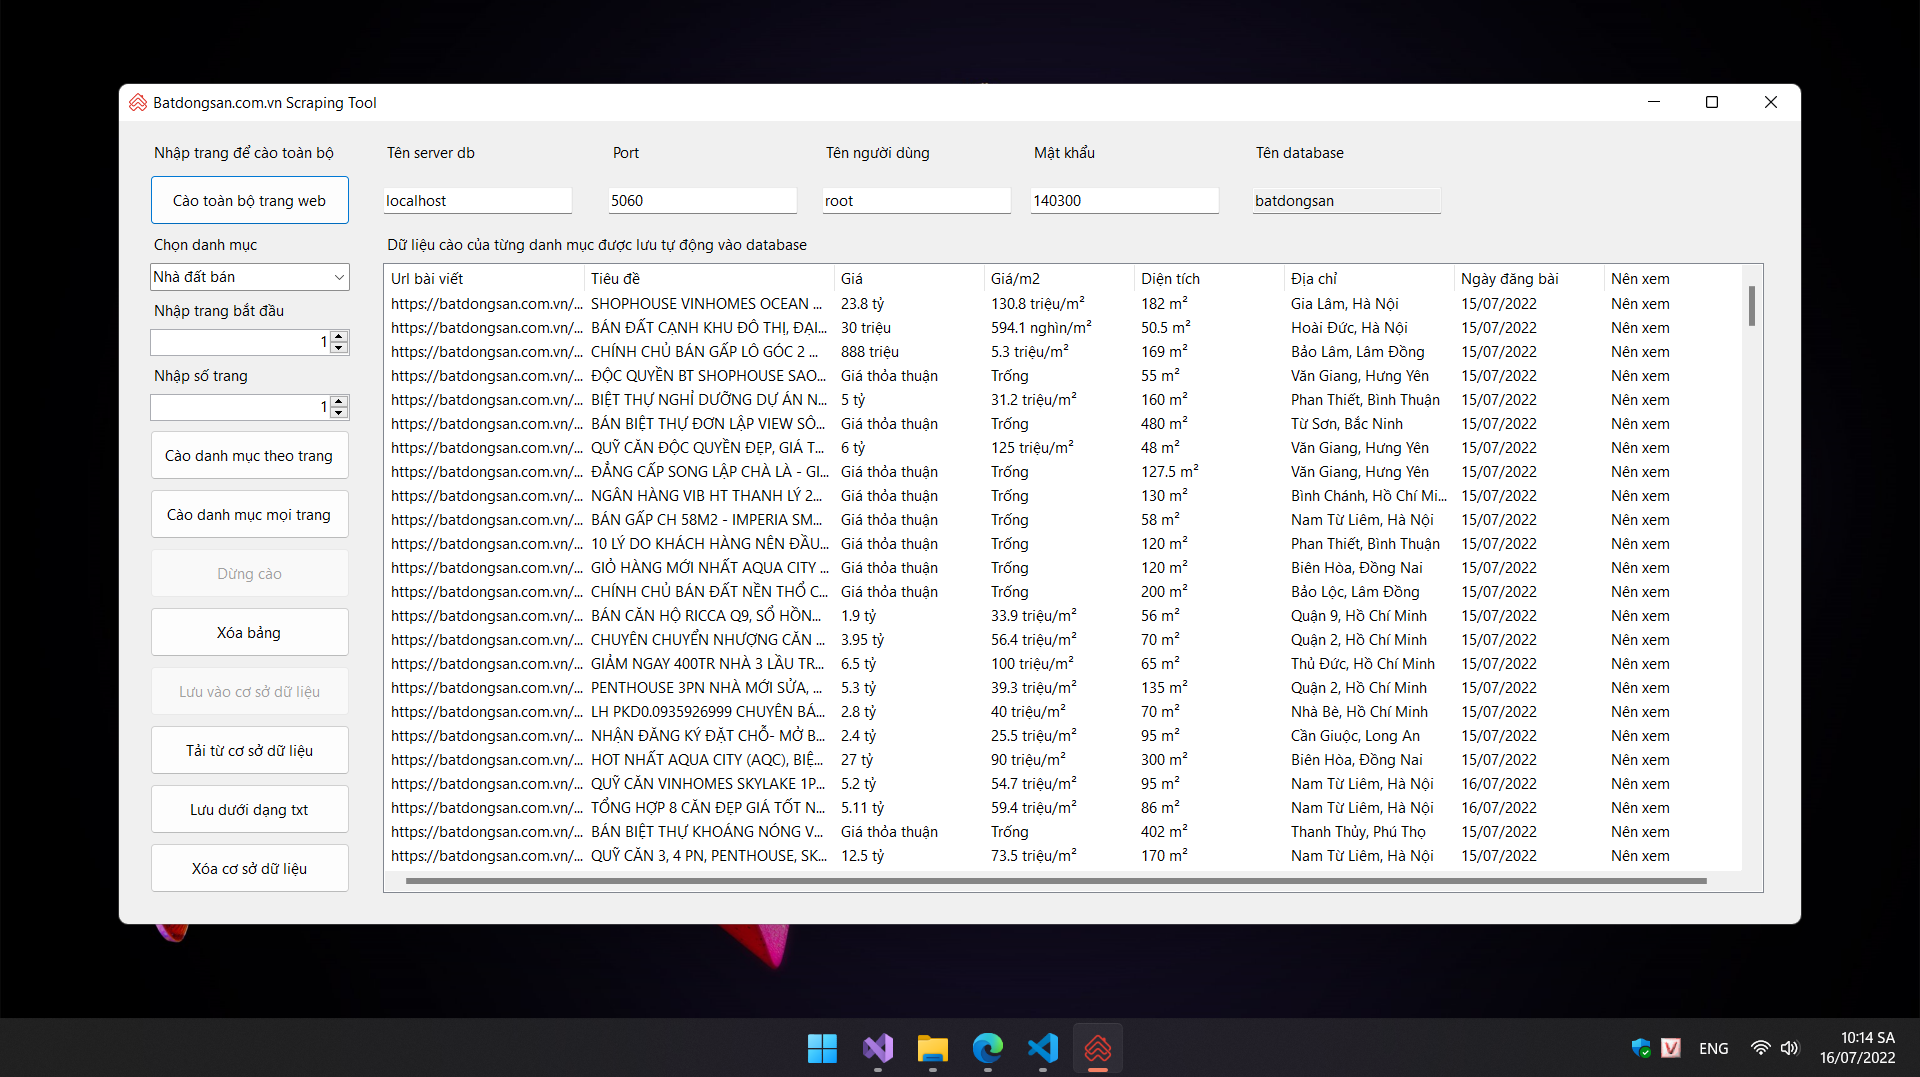 Batdongsan.com.vn Scraping Tool
Nhập trang để cào toàn bộ
Tên server db
Port
Tên người dùng
Mật khẩu
Tên database
Cào toàn bộ trang web
localhost
5060
root
140300
batdongsan
Chọn danh mục
Dữ liệu cào của từng danh mục được lưu tự động vào database
Nhà đất bán
Nhập trang bắt đầu
1
Nhập số trang
1
Cào danh mục theo trang
Cào danh mục mọi trang
Dừng cào
Xóa bảng
Lưu vào cơ sở dữ liệu
Tải từ cơ sở dữ liệu
Lưu dưới dạng txt
Xóa cơ sở dữ liệu
Url bài viết Tiêu đề Giá Giá/m2 Diện tích Địa chỉ Ngày đăng bài Nên xem
https://batdongsan.com.vn/... SHOPHOUSE VINHOMES OCEAN ... 23.8 tỷ 130.8 triệu/m² 182 m² Gia Lâm, Hà Nội 15/07/2022 Nên xem
https://batdongsan.com.vn/... BÁN ĐẤT CẠNH KHU ĐÔ THỊ, ĐẠI... 30 triệu 594.1 nghìn/m² 50.5 m² Hoài Đức, Hà Nội 15/07/2022 Nên xem
https://batdongsan.com.vn/... CHÍNH CHỦ BÁN GẤP LÔ GÓC 2 ... 888 triệu 5.3 triệu/m² 169 m² Bảo Lâm, Lâm Đồng 15/07/2022 Nên xem
https://batdongsan.com.vn/... ĐỘC QUYỀN BT SHOPHOUSE SAO... Giá thỏa thuận Trống 55 m² Văn Giang, Hưng Yên 15/07/2022 Nên xem
https://batdongsan.com.vn/... BIỆT THỰ NGHỈ DƯỠNG DỰ ÁN N... 5 tỷ 31.2 triệu/m² 160 m² Phan Thiết, Bình Thuận 15/07/2022 Nên xem
https://batdongsan.com.vn/... BÁN BIỆT THỰ ĐƠN LẬP VIEW SÔ... Giá thỏa thuận Trống 480 m² Từ Sơn, Bắc Ninh 15/07/2022 Nên xem
https://batdongsan.com.vn/... QUỸ CĂN ĐỘC QUYỀN ĐẸP, GIÁ T... 6 tỷ 125 triệu/m² 48 m² Văn Giang, Hưng Yên 15/07/2022 Nên xem
https://batdongsan.com.vn/... ĐẲNG CẤP SONG LẬP CHÀ LÀ - GI... Giá thỏa thuận Trống 127.5 m² Văn Giang, Hưng Yên 15/07/2022 Nên xem
https://batdongsan.com.vn/... NGÂN HÀNG VIB HT THANH LÝ 2... Giá thỏa thuận Trống 130 m² Bình Chánh, Hồ Chí Mi... 15/07/2022 Nên xem
https://batdongsan.com.vn/... BÁN GẤP CH 58M2 - IMPERIA SM... Giá thỏa thuận Trống 58 m² Nam Từ Liêm, Hà Nội 15/07/2022 Nên xem
https://batdongsan.com.vn/... 10 LÝ DO KHÁCH HÀNG NÊN ĐẦU... Giá thỏa thuận Trống 120 m² Phan Thiết, Bình Thuận 15/07/2022 Nên xem
https://batdongsan.com.vn/... GIỎ HÀNG MỚI NHẤT AQUA CITY ... Giá thỏa thuận Trống 120 m² Biên Hòa, Đồng Nai 15/07/2022 Nên xem
https://batdongsan.com.vn/... CHÍNH CHỦ BÁN ĐẤT NỀN THỔ C... Giá thỏa thuận Trống 200 m² Bảo Lộc, Lâm Đồng 15/07/2022 Nên xem
https://batdongsan.com.vn/... BÁN CĂN HỘ RICCA Q9, SỔ HỒN... 1.9 tỷ 33.9 triệu/m² 56 m² Quận 9, Hồ Chí Minh 15/07/2022 Nên xem
https://batdongsan.com.vn/... CHUYÊN CHUYỂN NHƯỢNG CĂN ... 3.95 tỷ 56.4 triệu/m² 70 m² Quận 2, Hồ Chí Minh 15/07/2022 Nên xem
https://batdongsan.com.vn/... GIẢM NGAY 400TR NHÀ 3 LẦU TR... 6.5 tỷ 100 triệu/m² 65 m² Thủ Đức, Hồ Chí Minh 15/07/2022 Nên xem
https://batdongsan.com.vn/... PENTHOUSE 3PN NHÀ MỚI SỬA, ... 5.3 tỷ 39.3 triệu/m² 135 m² Quận 2, Hồ Chí Minh 15/07/2022 Nên xem
https://batdongsan.com.vn/... LH PKD0.0935926999 CHUYÊN BÁ... 2.8 tỷ 40 triệu/m² 70 m² Nhà Bè, Hồ Chí Minh 15/07/2022 Nên xem
https://batdongsan.com.vn/... NHẬN ĐĂNG KÝ ĐẶT CHỖ- MỞ B... 2.4 tỷ 25.5 triệu/m² 95 m² Cần Giuộc, Long An 15/07/2022 Nên xem
https://batdongsan.com.vn/... HOT NHẤT AQUA CITY (AQC), BIỆ... 27 tỷ 90 triệu/m² 300 m² Biên Hòa, Đồng Nai 15/07/2022 Nên xem
https://batdongsan.com.vn/... QUỸ CĂN VINHOMES SKYLAKE 1P... 5.2 tỷ 54.7 triệu/m² 95 m² Nam Từ Liêm, Hà Nội 16/07/2022 Nên xem
https://batdongsan.com.vn/... TỔNG HỢP 8 CĂN ĐẸP GIÁ TỐT N... 5.11 tỷ 59.4 triệu/m² 86 m² Nam Từ Liêm, Hà Nội 16/07/2022 Nên xem
https://batdongsan.com.vn/... BÁN BIỆT THỰ KHOÁNG NÓNG V... Giá thỏa thuận Trống 402 m² Thanh Thủy, Phú Thọ 15/07/2022 Nên xem
https://batdongsan.com.vn/... QUỸ CĂN 3, 4 PN, PENTHOUSE, SK... 12.5 tỷ 73.5 triệu/m² 170 m² Nam Từ Liêm, Hà Nội 15/07/2022 Nên xem
V
ENG
10:14 SA
16/07/2022